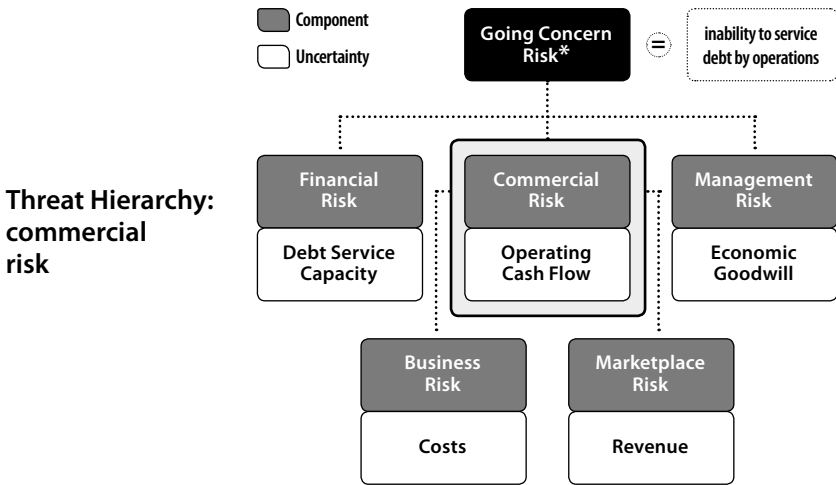 Component
Uncertainty
Going Concern
Risk*
=
inability to service
debt by operations
Threat Hierarchy:
commercial
risk
Financial
Risk
Debt Service
Capacity
Commercial
Risk
Operating
Cash Flow
Management
Risk
Economic
Goodwill
Business
Risk
Costs
Marketplace
Risk
Revenue